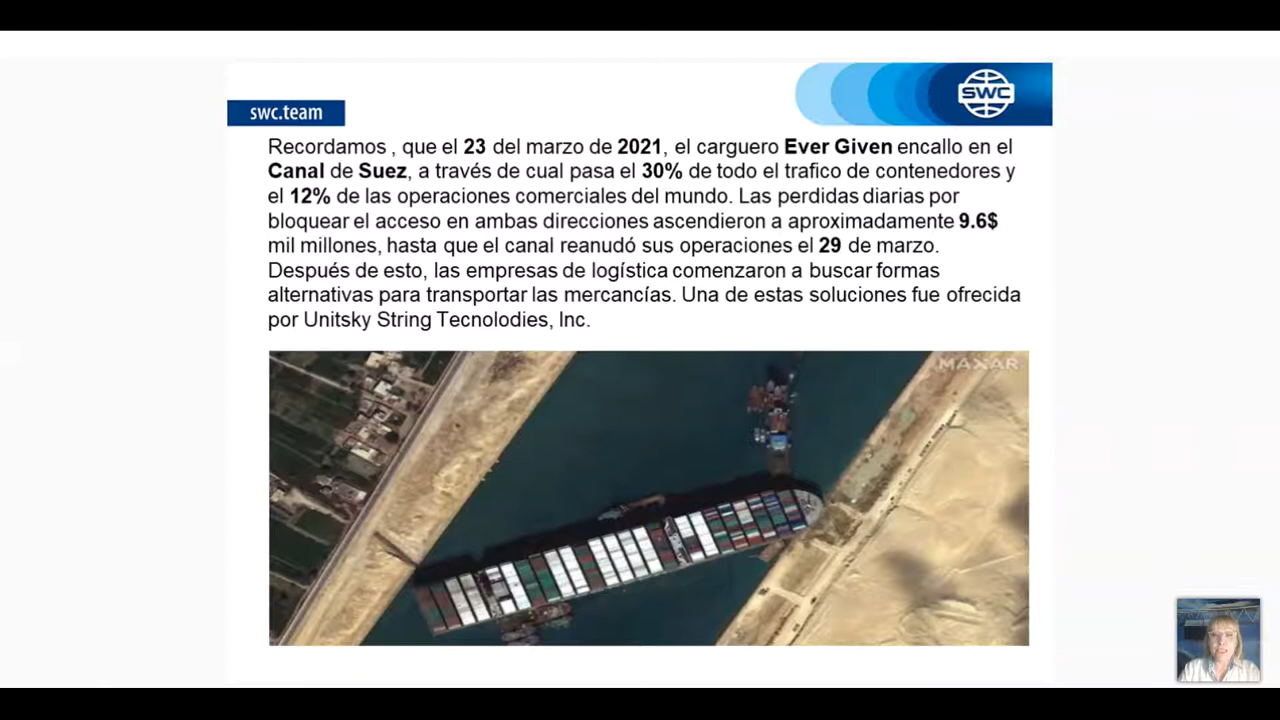 swc.team
SWC
Recordamos , que el 23 del marzo de 2021, el carguero Ever Given encallo en el
Canal de Suez, a través de cual pasa el 30% de todo el trafico de contenedores y
el 12% de las operaciones comerciales del mundo. Las perdidas diarias por
bloquear el acceso en ambas direcciones ascendieron a aproximadamente 9.6$
mil millones, hasta que el canal reanudó sus operaciones el 29 de marzo.
Después de esto, las empresas de logística comenzaron a buscar formas
alternativas para transportar las mercancías. Una de estas soluciones fue ofrecida
por Unitsky String Tecnolodies, Inc.
MAXAR